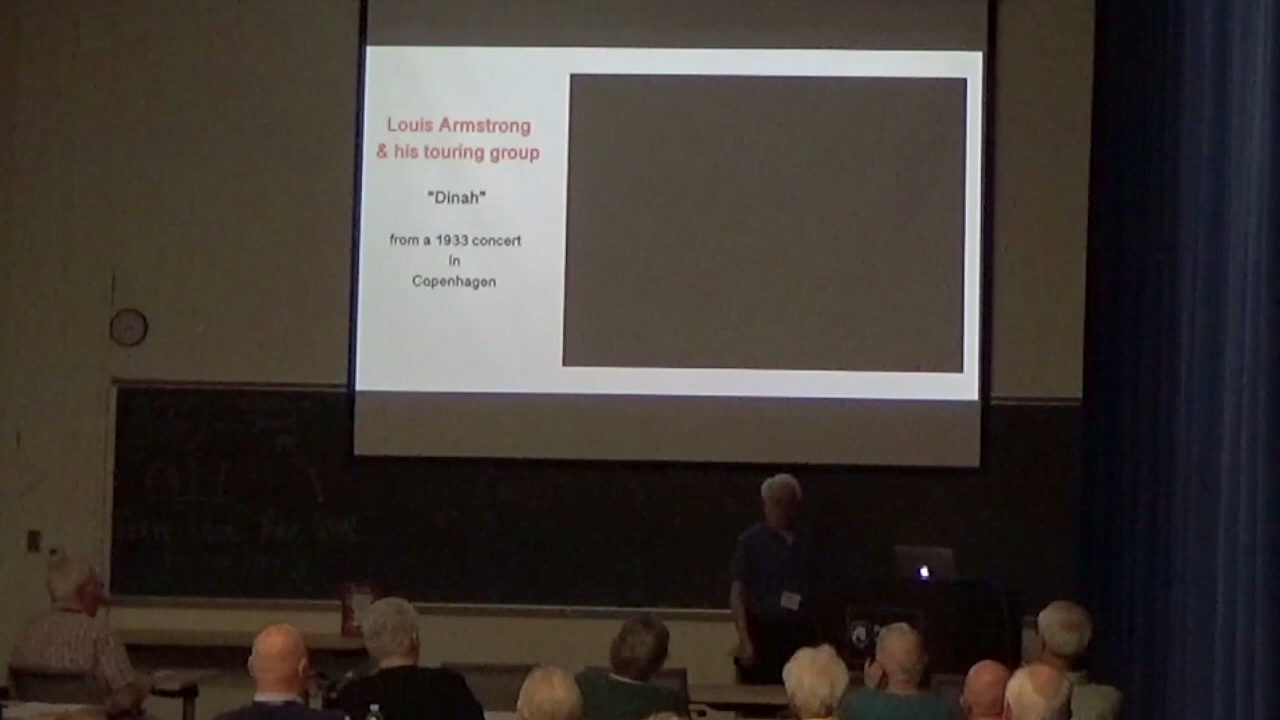 Louis Armstrong
& his touring group
"Dinah"
from a 1933 concert
in
Copenhagen